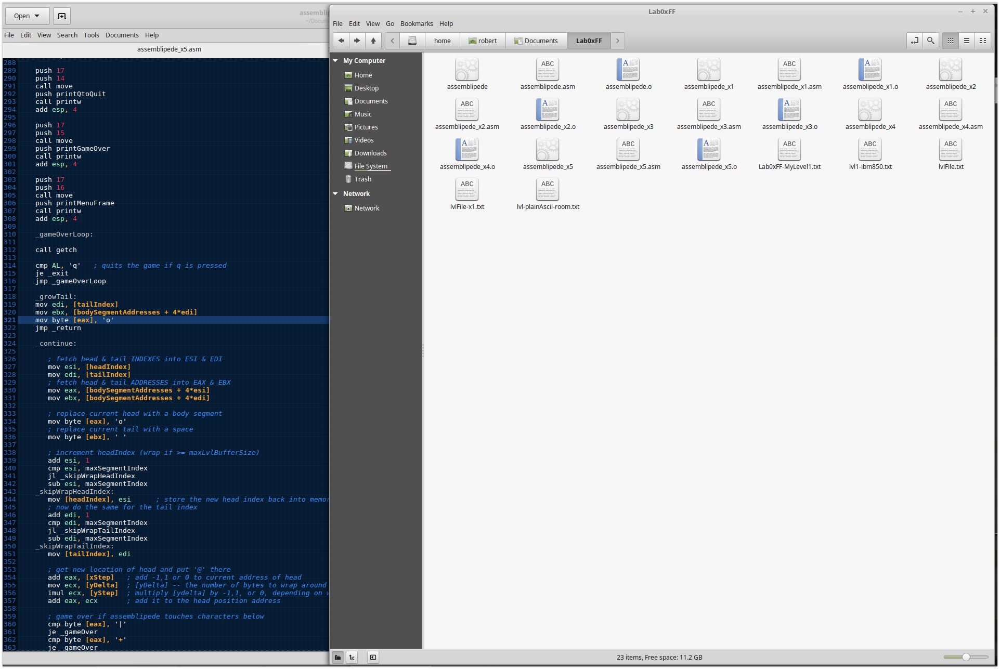 Open
assemblip
~/Docum
File Edit View Search Tools Documents Help
assemblipede_x5.asm
288
289 push 17
290 push 14
291 call move
292 push printQtoQuit
293 call printw
294 add esp, 4
295
296 push 17
297 push 15
298 call move
299 push printGameOver
300 call printw
301 add esp, 4
302
303 push 17
304 push 16
305 call move
306 push printMenuFrame
307 call printw
308 add esp, 4
309
310 _gameOverLoop:
311
312 call getch
313
314 cmp AL, 'q' ; quits the game if q is pressed
315 je _exit
316 jmp _gameOverLoop
317
318 _growTail:
319 mov edi, [tailIndex]
320 mov ebx, [bodySegmentAddresses + 4*edi]
321 mov byte [eax], 'o'
322 jmp _return
323
324 _continue:
325
326 ; fetch head & tail INDEXES into ESI & EDI
327 mov esi, [headIndex]
328 mov edi, [tailIndex]
329 ; fetch head & tail ADDRESSES into EAX & EBX
330 mov eax, [bodySegmentAddresses + 4*esi]
331 mov ebx, [bodySegmentAddresses + 4*edi]
332
333 ; replace current head with a body segment
334 mov byte [eax], 'o'
335 ; replace current tail with a space
336 mov byte [ebx], ' '
337
338 ; increment headIndex (wrap if >= maxLvlBufferSize)
339 add esi, 1
340 cmp esi, maxSegmentIndex
341 jl _skipWrapHeadIndex
342 sub esi, maxSegmentIndex
343 _skipWrapHeadIndex:
344 mov [headIndex], esi ; store the new head index back into memor
345 ; now do the same for the tail index
346 add edi, 1
347 cmp edi, maxSegmentIndex
348 jl _skipWrapTailIndex
349 sub edi, maxSegmentIndex
350 _skipWrapTailIndex:
351 mov [tailIndex], edi
352
353 ; get new location of head and put '@' there
354 add eax, [xStep] ; add -1,1 or 0 to current address of head
355 mov ecx, [yDelta] ; [yDelta] -- the number of bytes to wrap around
356 imul ecx, [yStep] ; multiply [ydelta] by -1,1, or 0, depending on w
357 add eax, ecx ; add it to the head position address
358
359 ; game over if assemblipede touches characters below
360 cmp byte [eax], '|'
361 je _gameOver
362 cmp byte [eax], '+'
363 je _gameOver
Lab0xFF
File Edit View Go Bookmarks Help
home robert Documents Lab0xFF
My Computer
Home
Desktop
Documents
Music
Pictures
Videos
Downloads
File System
Trash
Network
Network
ABC A ABC A
assemblipede assemblipede.asm assemblipede.o assemblipede_x1 assemblipede_x1.asm assemblipede_x1.o assemblipede_x2
ABC A ABC A ABC
assemblipede_x2.asm assemblipede_x2.o assemblipede_x3 assemblipede_x3.asm assemblipede_x3.o assemblipede_x4 assemblipede_x4.asm
A ABC A ABC ABC ABC
assemblipede_x4.o assemblipede_x5 assemblipede_x5.asm assemblipede_x5.o Lab0xFF-MyLevel1.txt lvl1-ibm850.txt lvlFile.txt
ABC ABC
lvlFile-x1.txt lvl-plainAscii-room.txt
23 items, Free space: 11.2 GB